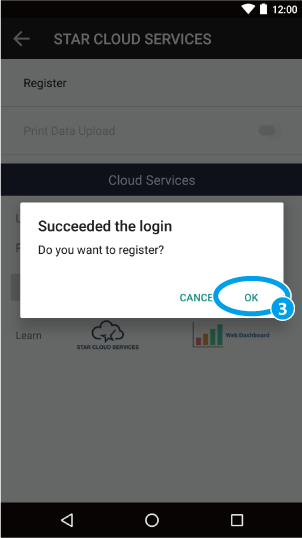 12:00
STAR CLOUD SERVICES
Register
Print Data Upload
Cloud Services
Succeeded the login
Do you want to register?
CANCE OK
3
Learn STAR CLOUD SERVICES Web Dashboard